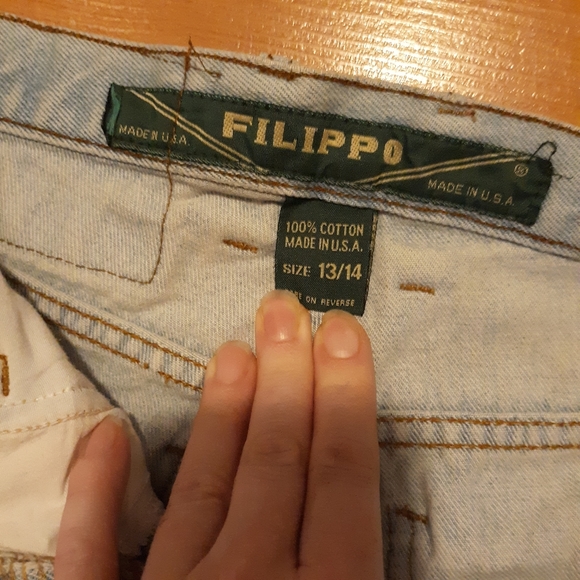 FILIPPO
MADE IN U.S.A.
®
MADE IN U.S.A.
100% COTTON
MADE IN U.S.A.
SIZE 13/14
ON REVERSE